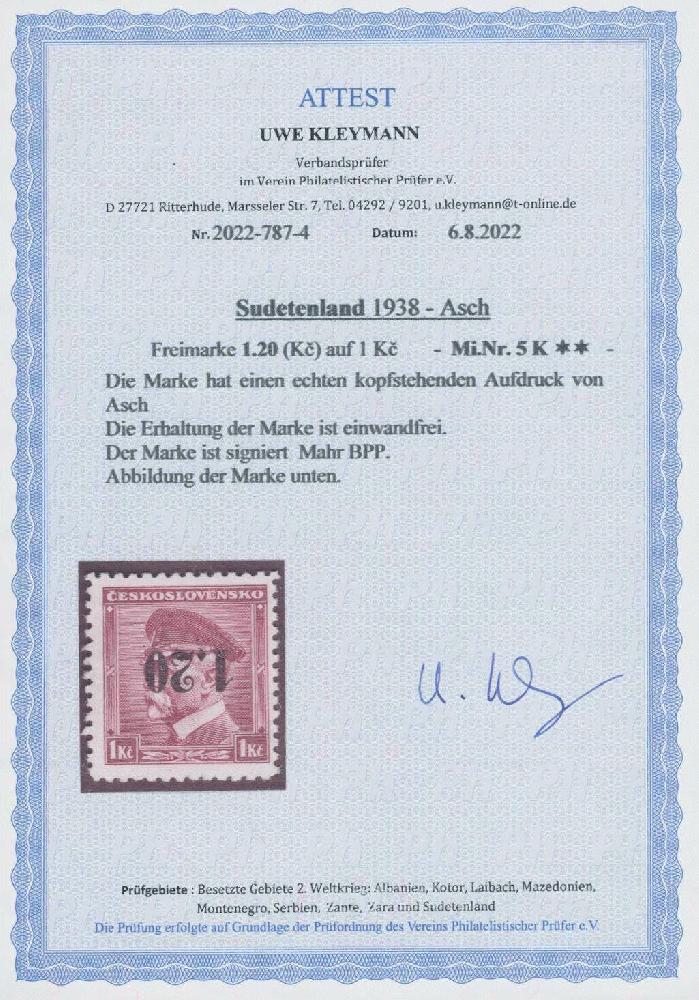 ATTEST
UWE KLEYMANN
Verbandsprüfer
im Verein Philatelistischer Prüfer e.V.
D 27721 Ritterhude, Marsseler Str. 7, Tel. 04292 / 9201, u.kleymann@t-online.de
Nr. 2022-787-4 Datum: 6.8.2022
Sudetenland 1938 - Asch
Freimarke 1.20 (Kč) auf 1 Kč - Mi.Nr. 5 K ✶✶ -
Die Marke hat einen echten kopfstehenden Aufdruck von
Asch
Die Erhaltung der Marke ist einwandfrei.
Der Marke ist signiert Mahr BPP.
Abbildung der Marke unten.
ČESKOSLOVENSKO
1.20
1Kč 1Kč
Prüfgebiete : Besetzte Gebiete 2. Weltkrieg: Albanien, Kotor, Laibach, Mazedonien,
Montenegro, Serbien, Zante, Zara und Sudetenland
Die Prüfung erfolgte auf Grundlage der Prüfordnung des Vereins Philatelistischer Prüfer e.V.